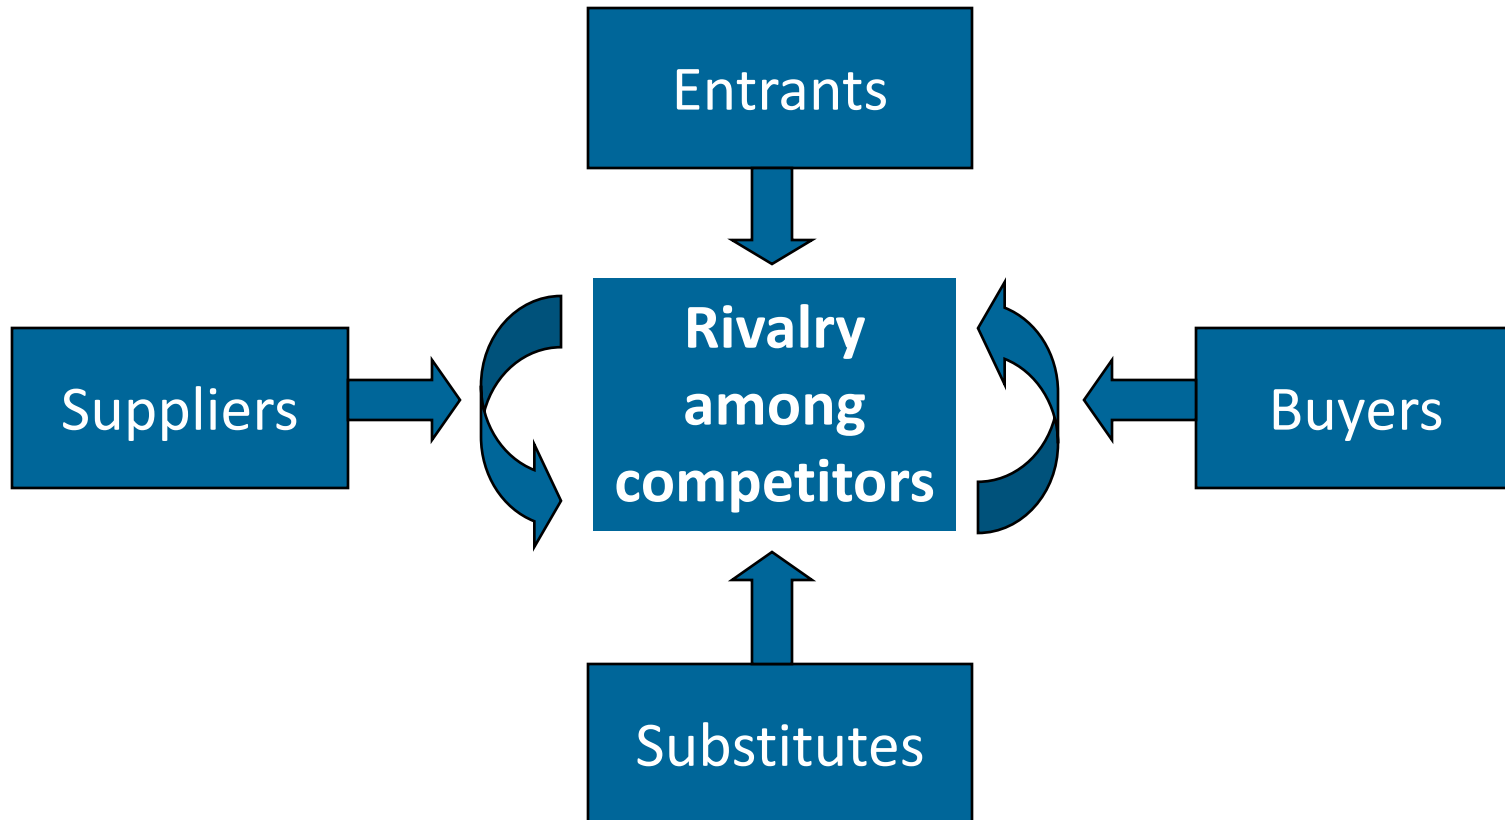 Entrants
Rivalry
among
competitors
Suppliers
Buyers
Substitutes